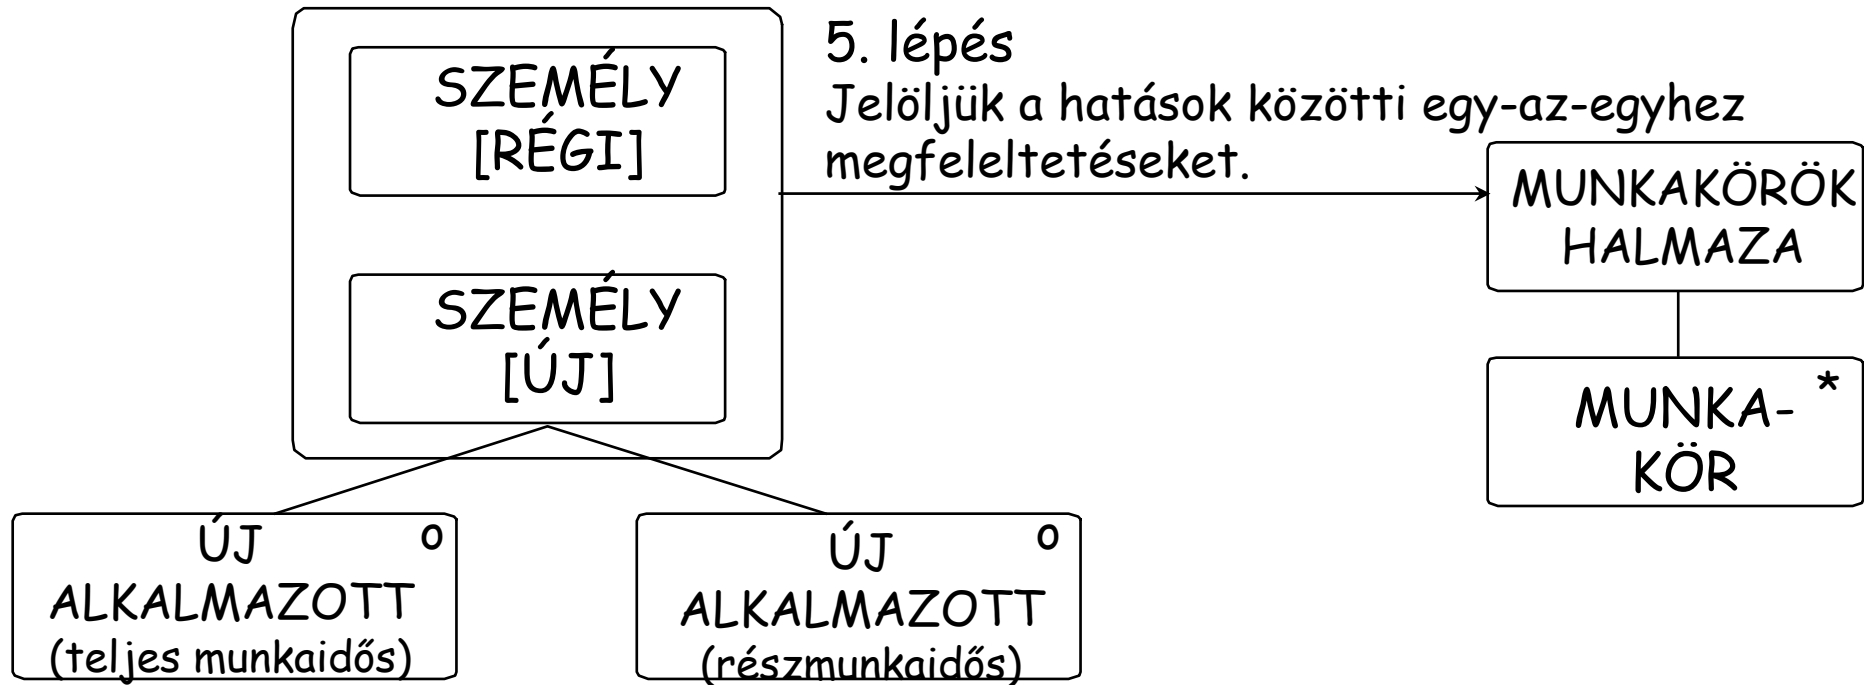 SZEMÉLY
[RÉGI]
5. lépés
Jelöljük a hatások közötti egy-az-egyhez
megfeleltetéseket.
MUNKAKÖRÖK
HALMAZA
SZEMÉLY
[ÚJ]
MUNKA- *
KÖR
ÚJ o
ALKALMAZOTT
(teljes munkaidős)
ÚJ o
ALKALMAZOTT
(részmunkaidős)